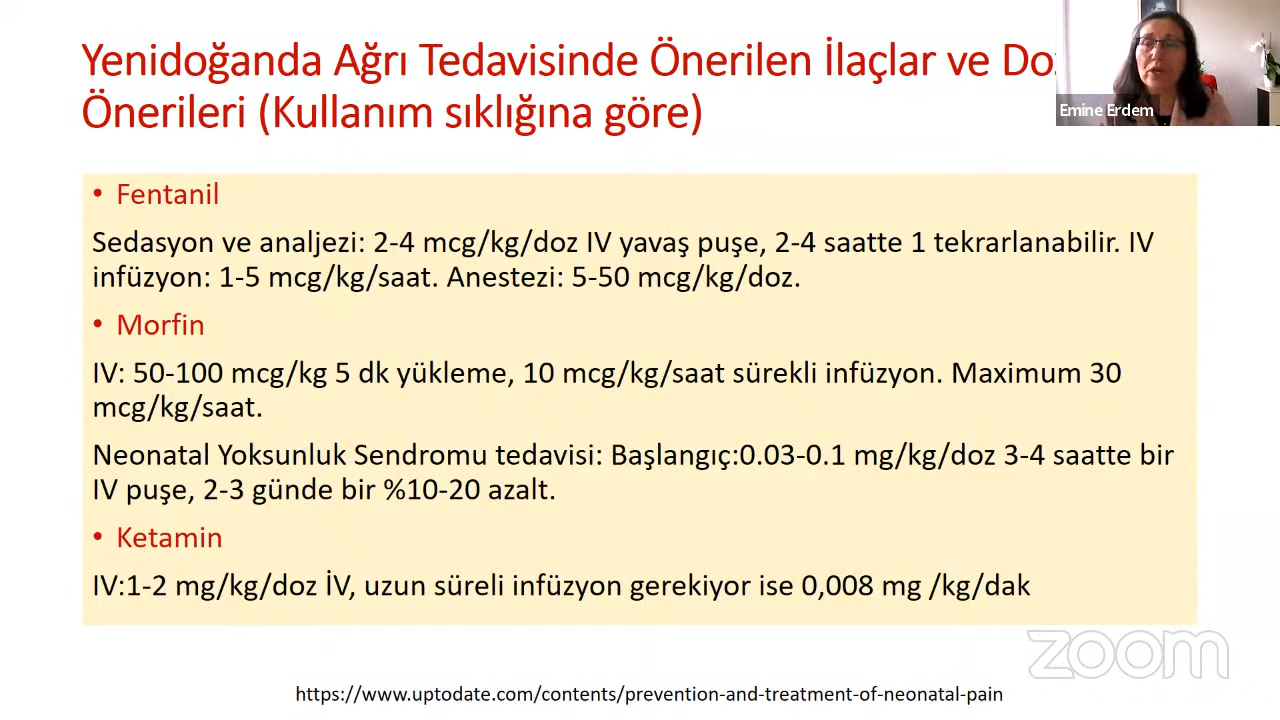 Yenidoğanda Ağrı Tedavisinde Önerilen İlaçlar ve
Önerileri (Kullanım sıklığına göre)
Emine Erdem
• Fentanil
Sedasyon ve analjezi: 2-4 mcg/kg/doz IV yavaş puşe, 2-4 saatte 1 tekrarlanabilir. IV
infüzyon: 1-5 mcg/kg/saat. Anestezi: 5-50 mcg/kg/doz.
• Morfin
IV: 50-100 mcg/kg 5 dk yükleme, 10 mcg/kg/saat sürekli infüzyon. Maximum 30
mcg/kg/saat.
Neonatal Yoksunluk Sendromu tedavisi: Başlangıç:0.03-0.1 mg/kg/doz 3-4 saatte bir
IV puşe, 2-3 günde bir %10-20 azalt.
• Ketamin
IV:1-2 mg/kg/doz İV, uzun süreli infüzyon gerekiyor ise 0,008 mg /kg/dak
zoom
https://www.uptodate.com/contents/prevention-and-treatment-of-neonatal-pain